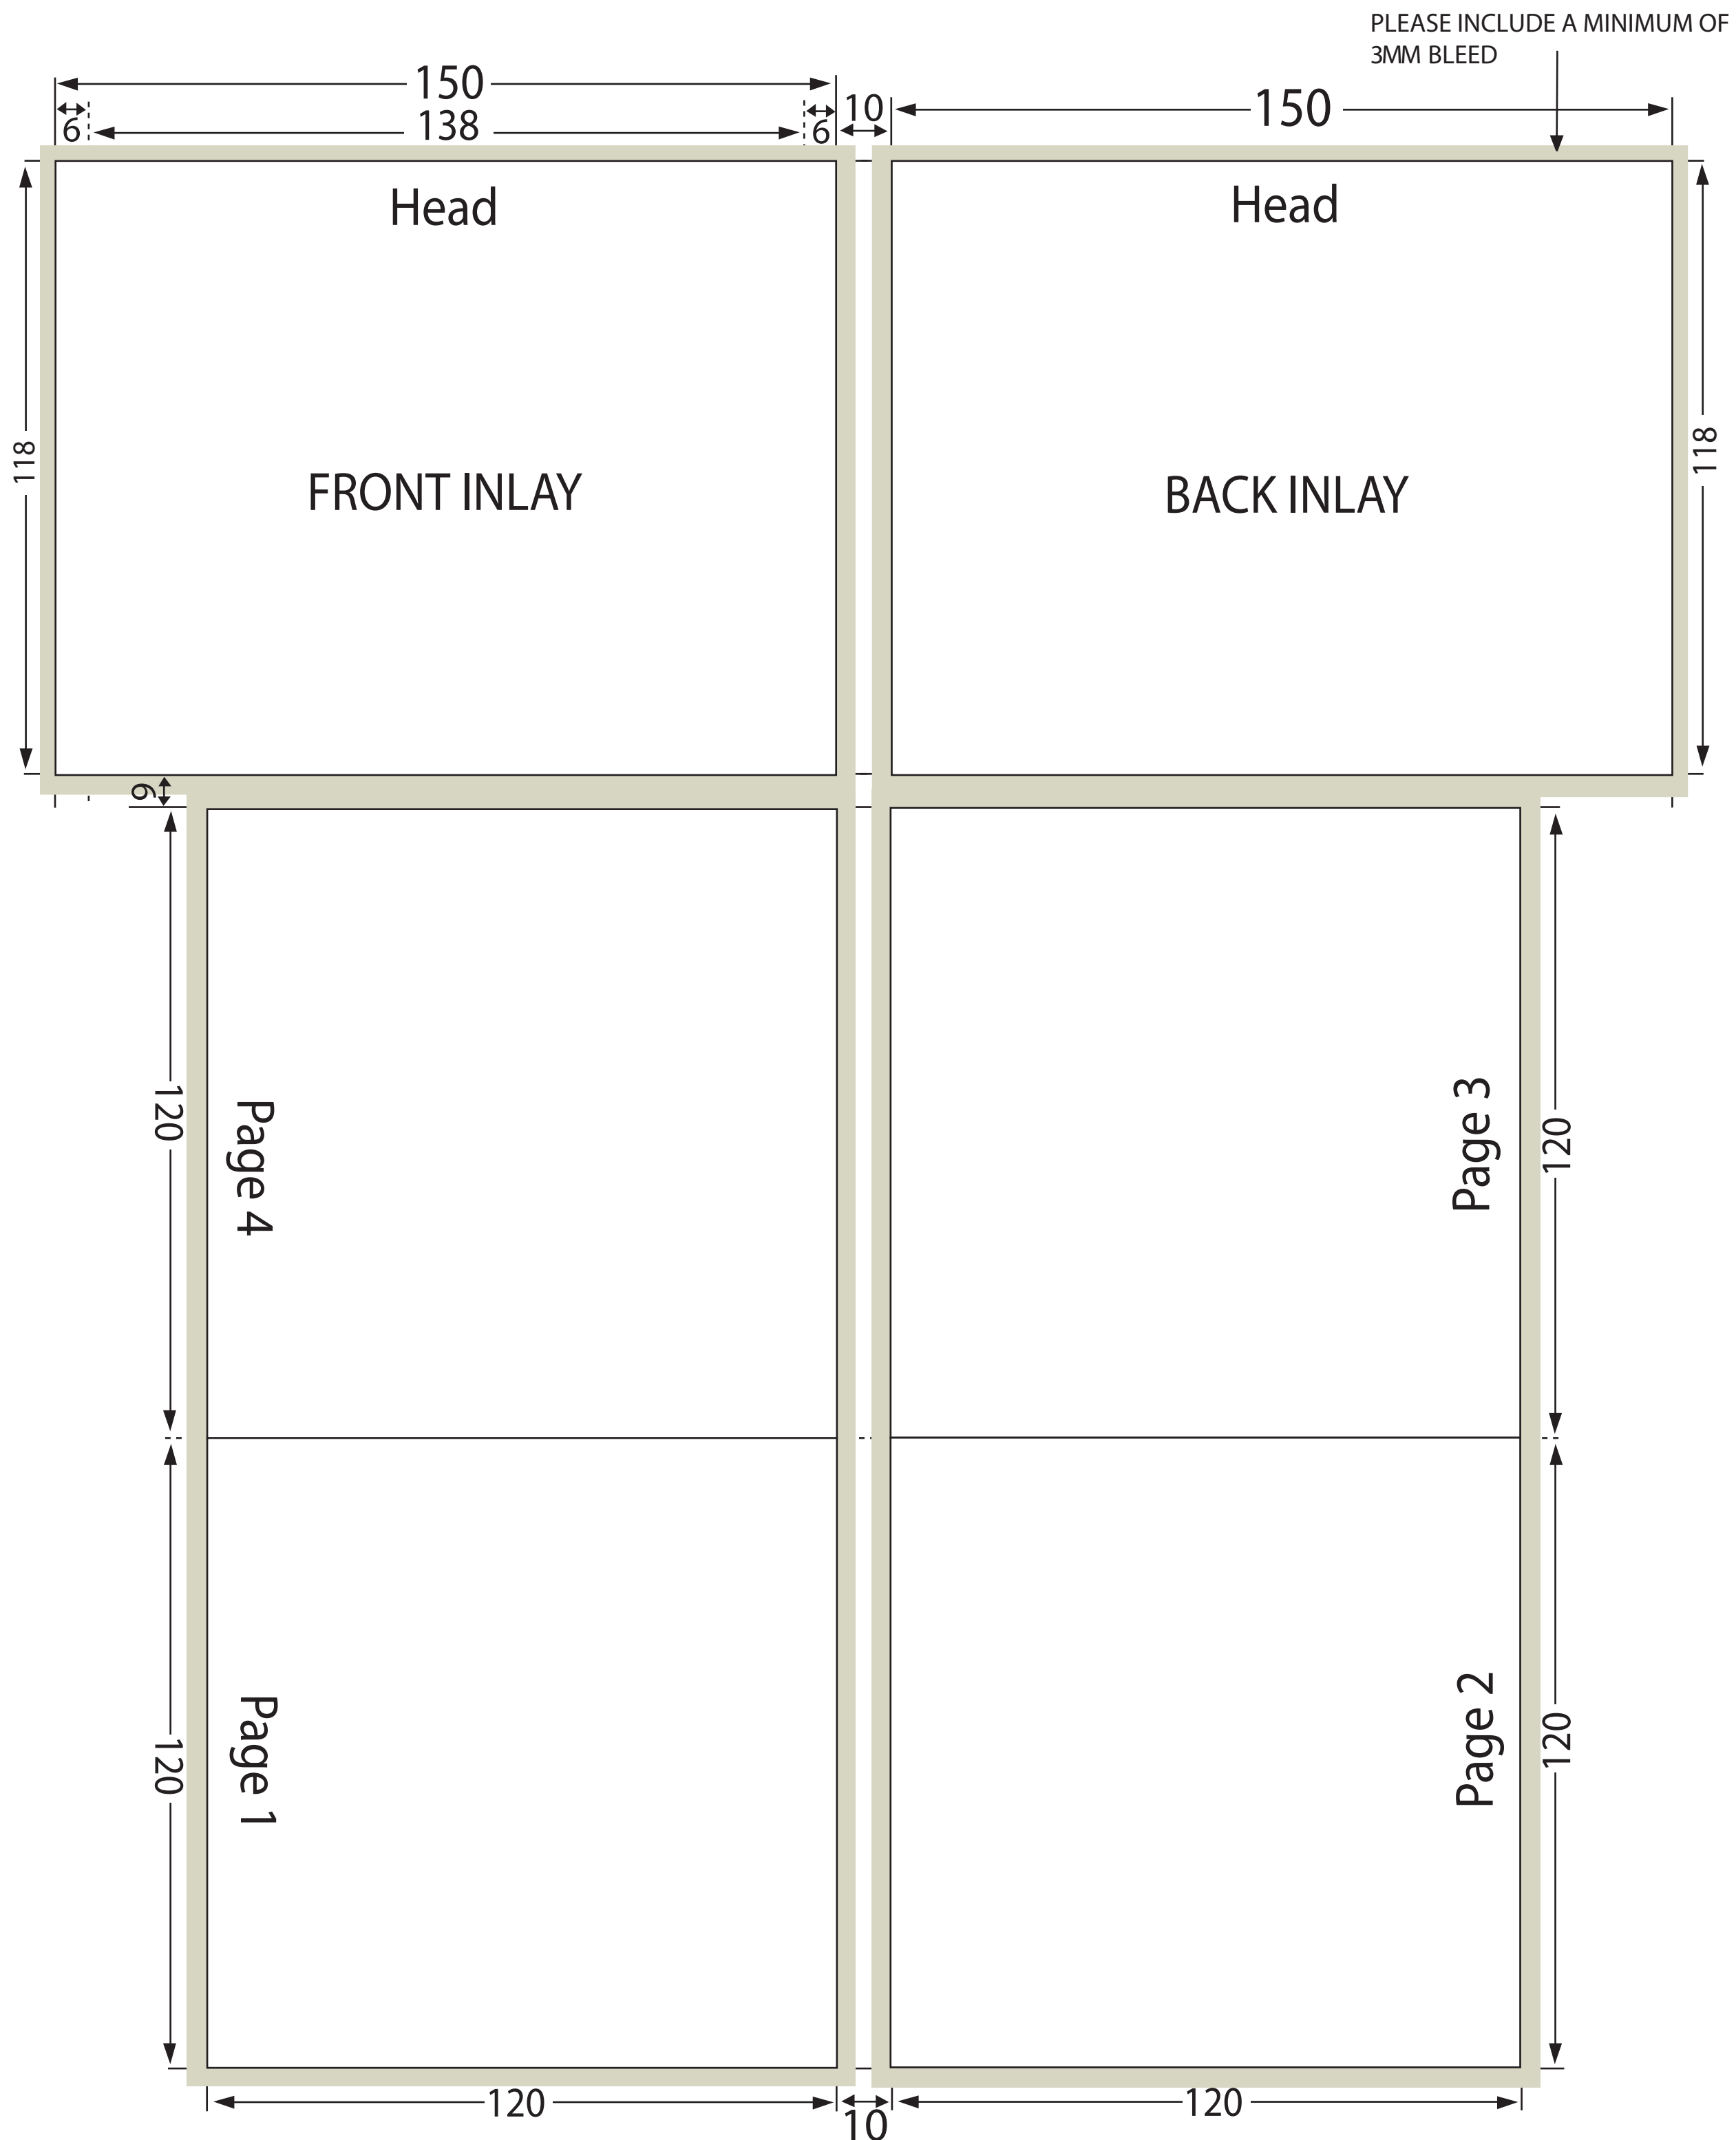 PLEASE INCLUDE A MINIMUM OF
3MM BLEED
150
10
150
6
138
6
Head
Head
118
118
FRONT INLAY
BACK INLAY
6
120
Page 4
Page 3
120
120
Page 1
Page 2
120
120
10
120